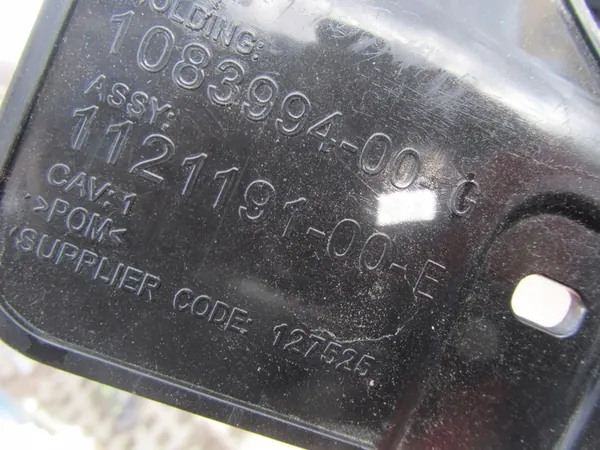 MOLDING:
1083994-00-G
ASSY:
1121191-00-E
CAV: 1
>POM<
SUPPLIER CODE: 127525